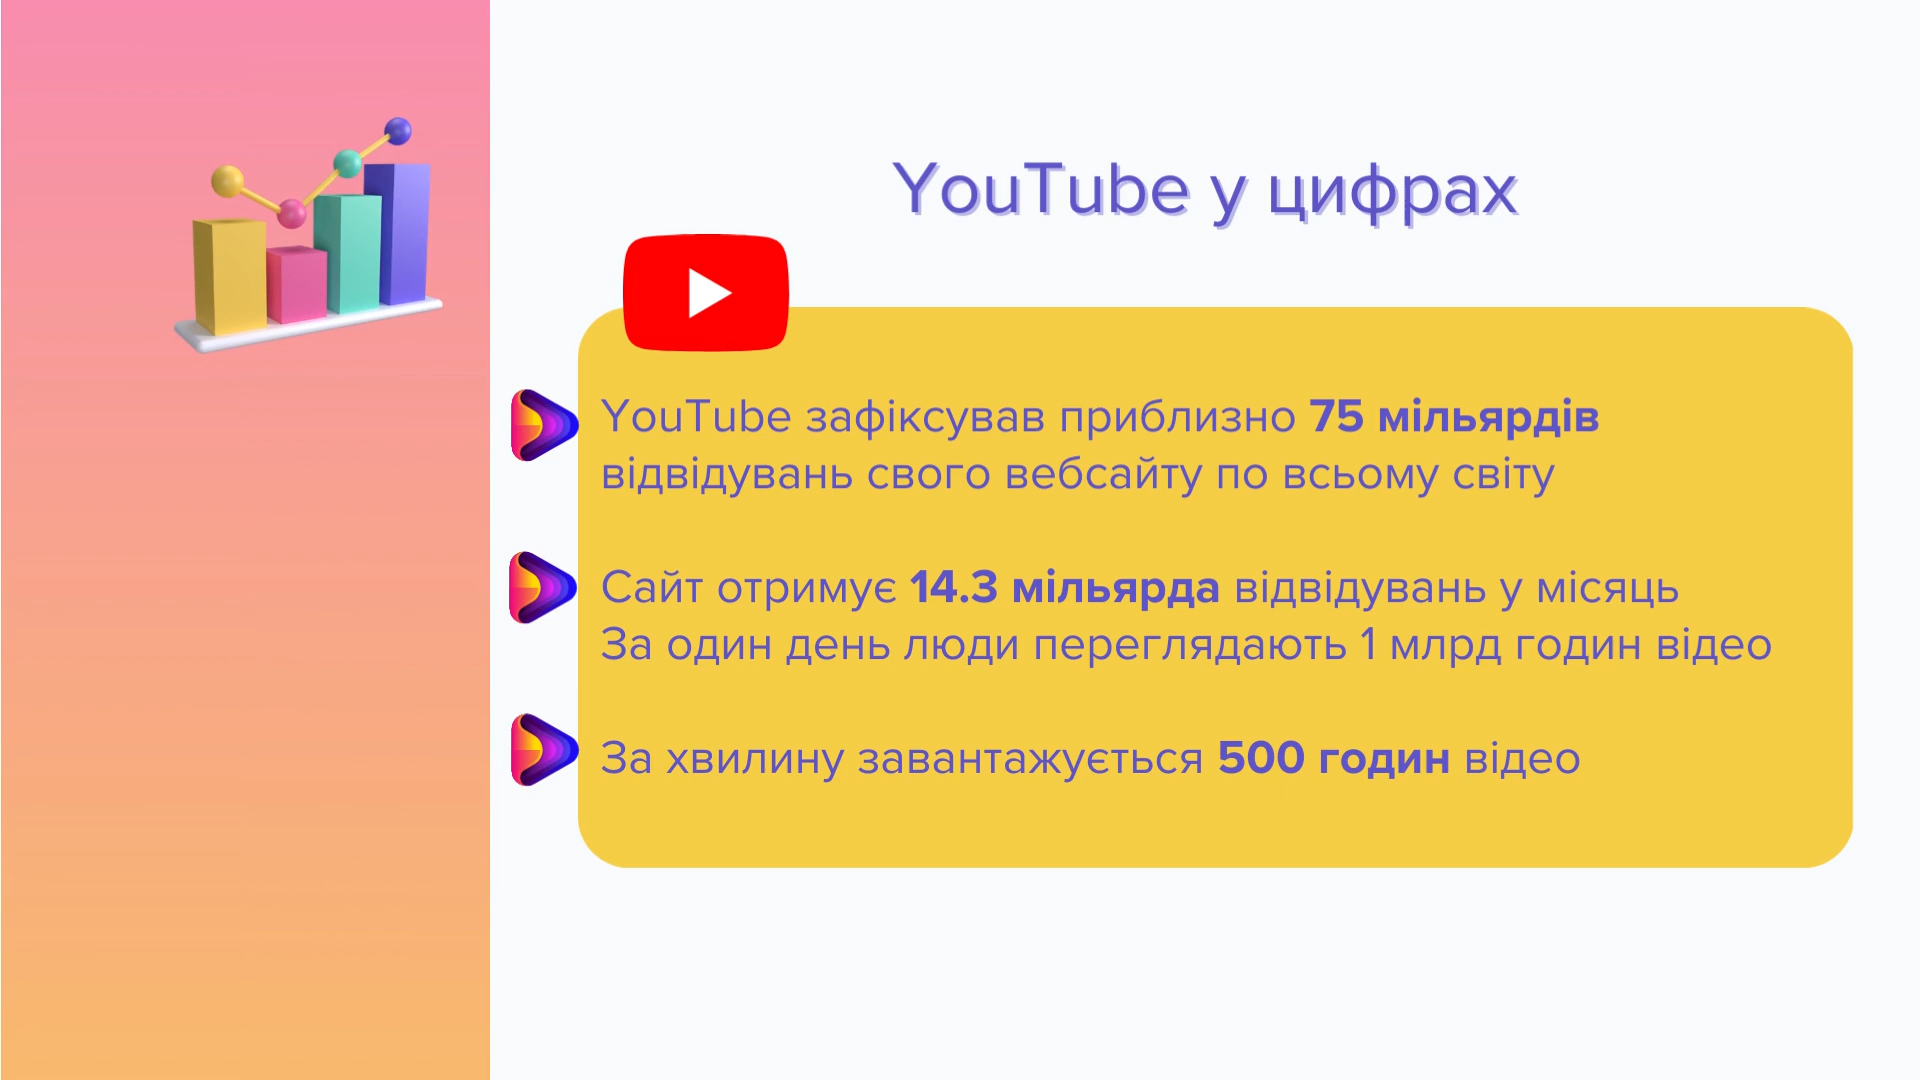 YouTube у цифрах
YouTube зафіксував приблизно 75 мільярдів
відвідувань свого вебсайту по всьому світу
Сайт отримує 14.3 мільярда відвідувань у місяць
За один день люди переглядають 1 млрд годин відео
За хвилину завантажується 500 годин відео